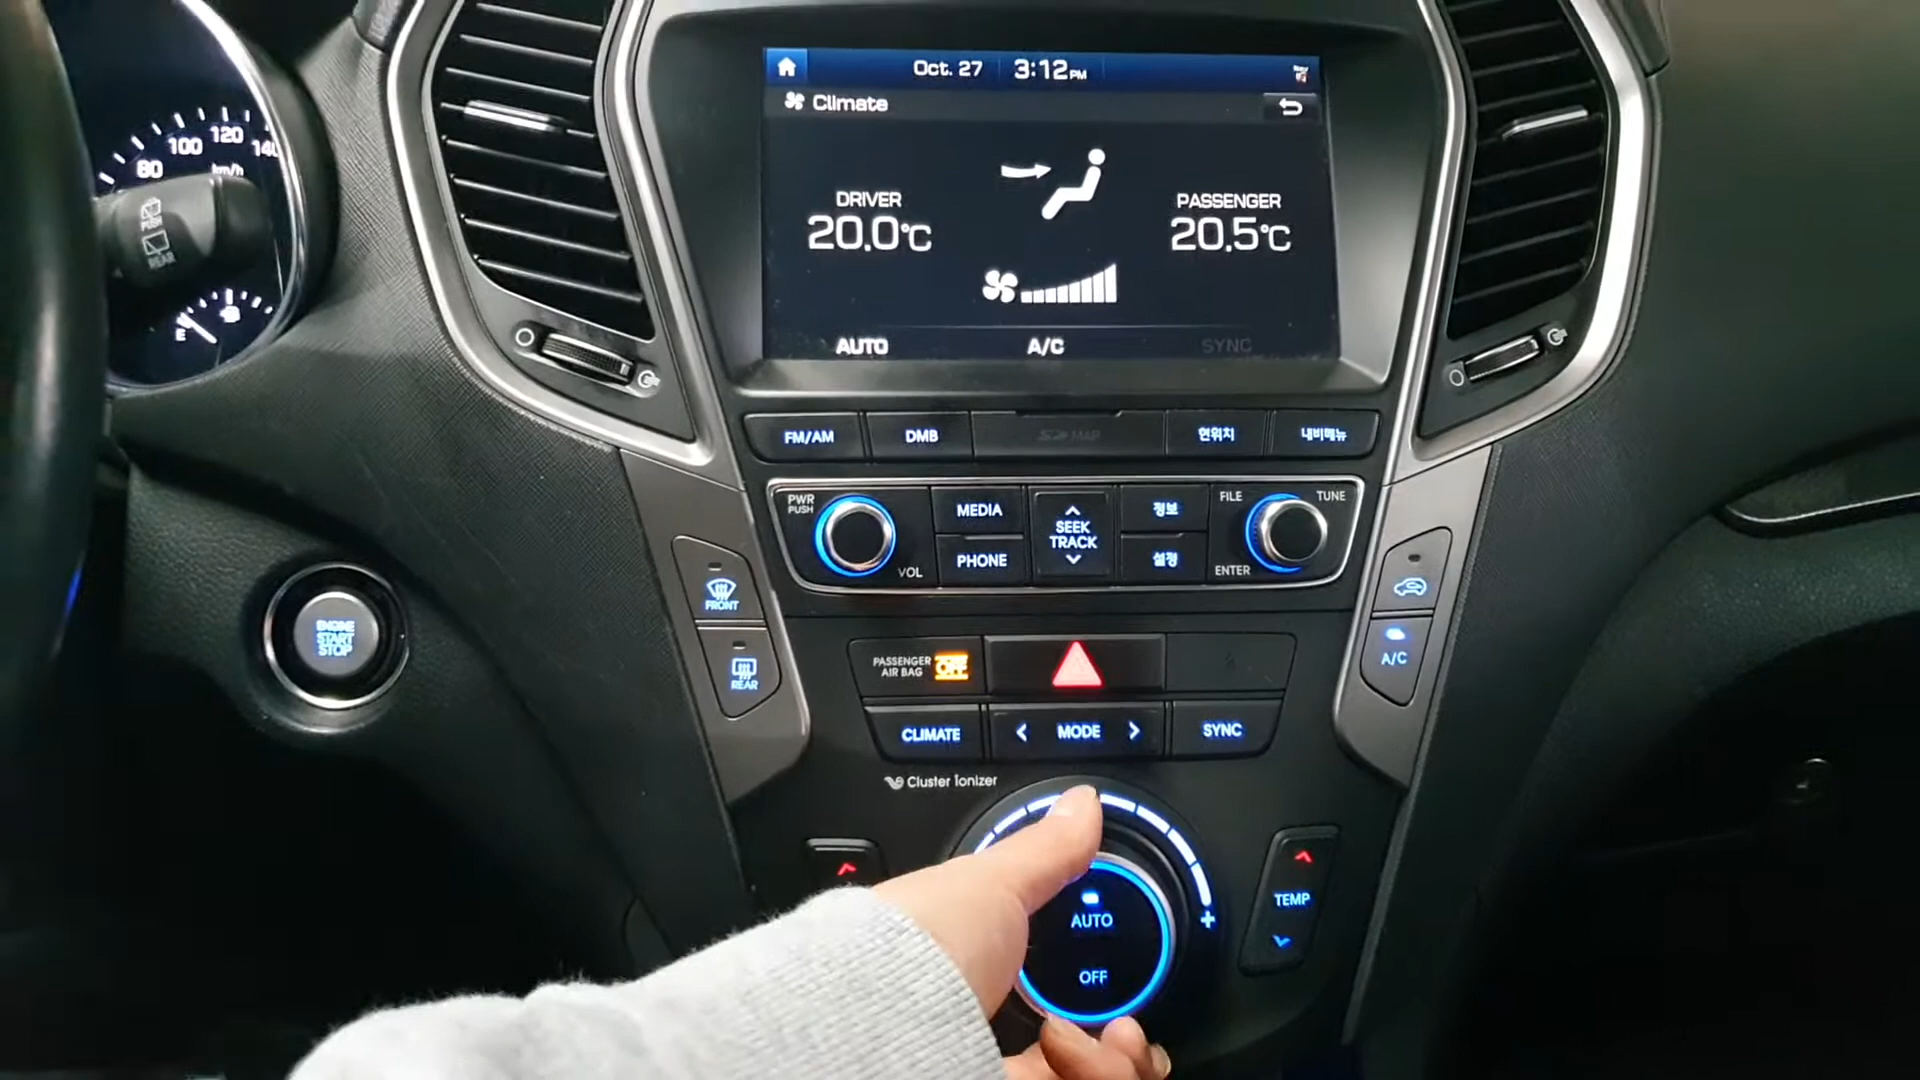 Oct. 27 3:12PM
Climate
DRIVER
20.0°C
PASSENGER
20.5°C
AUTO A/C SYNC
80 100 120 140
km/h
PUSH
REAR
E
FM/AM DMB MAP 현위치 내비메뉴
PWR
PUSH
VOL
MEDIA
PHONE
SEEK
TRACK
정보
설정
FILE TUNE
ENTER
ENGINE
START
STOP
FRONT
REAR
A/C
PASSENGER
AIR BAG OFF
CLIMATE < MODE > SYNC
Cluster ionizer
AUTO
OFF
+
TEMP